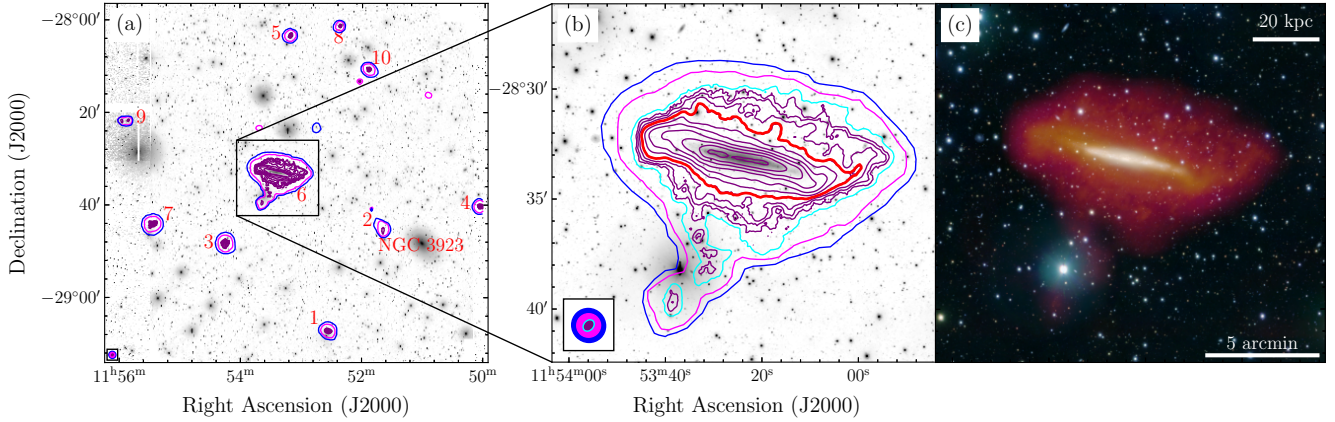 (a)
−28°00′
20′
40′
−29°00′
Declination (J2000)
5
8
10
9
6
7
3
2
4
NGC 3923
1
11ʰ56ᵐ
54ᵐ
52ᵐ
50ᵐ
Right Ascension (J2000)
(b)
−28°30′
35′
40′
11ʰ54ᵐ00ˢ
53ᵐ40ˢ
20ˢ
00ˢ
Right Ascension (J2000)
(c)
20 kpc
5 arcmin